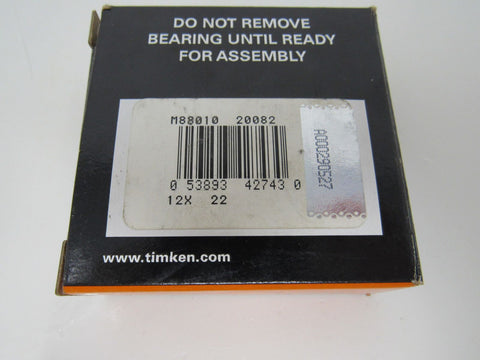 DO NOT REMOVE
BEARING UNTIL READY
FOR ASSEMBLY
M88010 20082
A000290527
0 53893 42743 0
12X 22
www.timken.com